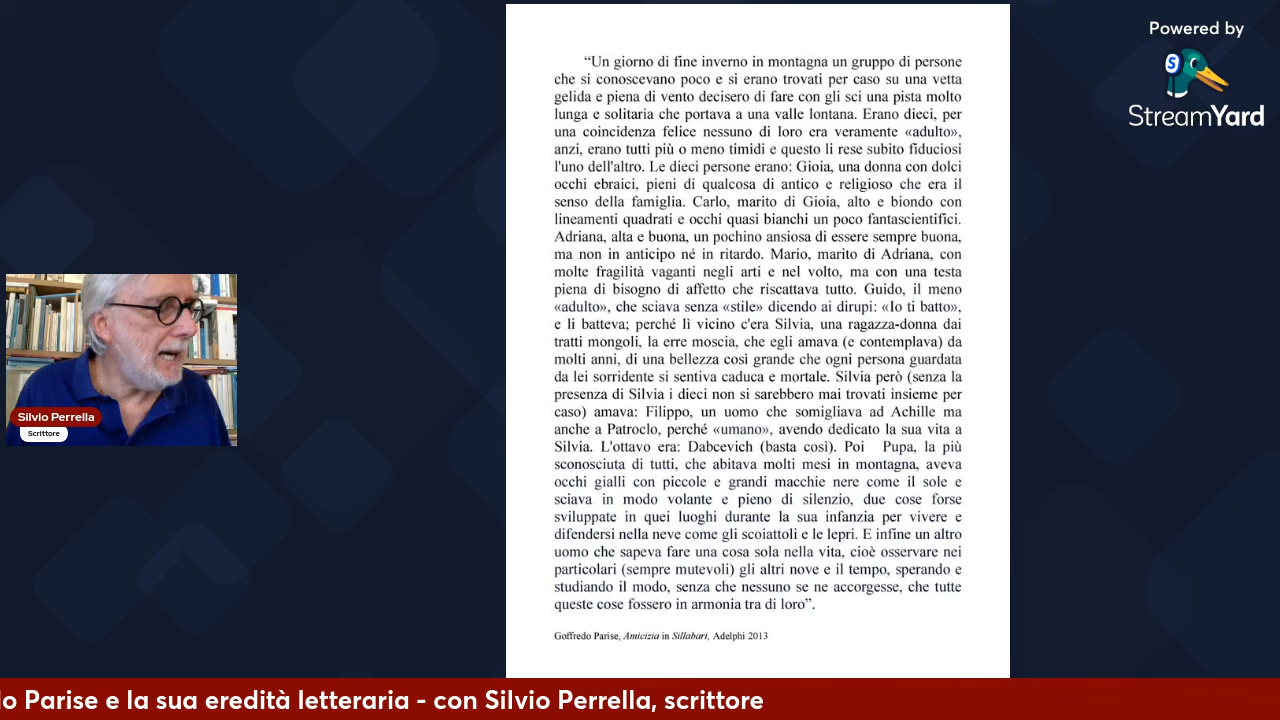 Powered by
StreamYard
“Un giorno di fine inverno in montagna un gruppo di persone
che si conoscevano poco e si erano trovati per caso su una vetta
gelida e piena di vento decisero di fare con gli sci una pista molto
lunga e solitaria che portava a una valle lontana. Erano dieci, per
una coincidenza felice nessuno di loro era veramente «adulto»,
anzi, erano tutti più o meno timidi e questo li rese subito fiduciosi
l'uno dell'altro. Le dieci persone erano: Gioia, una donna con dolci
occhi ebraici, pieni di qualcosa di antico e religioso che era il
senso della famiglia. Carlo, marito di Gioia, alto e biondo con
lineamenti quadrati e occhi quasi bianchi un poco fantascientifici.
Adriana, alta e buona, un pochino ansiosa di essere sempre buona,
ma non in anticipo né in ritardo. Mario, marito di Adriana, con
molte fragilità vaganti negli arti e nel volto, ma con una testa
piena di bisogno di affetto che riscattava tutto. Guido, il meno
«adulto», che sciava senza «stile» dicendo ai dirupi: «Io ti batto»,
e li batteva; perché lì vicino c'era Silvia, una ragazza-donna dai
tratti mongoli, la erre moscia, che egli amava (e contemplava) da
molti anni, di una bellezza così grande che ogni persona guardata
da lei sorridente si sentiva caduca e mortale. Silvia però (senza la
presenza di Silvia i dieci non si sarebbero mai trovati insieme per
caso) amava: Filippo, un uomo che somigliava ad Achille ma
anche a Patroclo, perché «umano», avendo dedicato la sua vita a
Silvia. L'ottavo era: Dabcevich (basta così). Poi Pupa, la più
sconosciuta di tutti, che abitava molti mesi in montagna, aveva
occhi gialli con piccole e grandi macchie nere come il sole e
sciava in modo volante e pieno di silenzio, due cose forse
sviluppate in quei luoghi durante la sua infanzia per vivere e
difendersi nella neve come gli scoiattoli e le lepri. E infine un altro
uomo che sapeva fare una cosa sola nella vita, cioè osservare nei
particolari (sempre mutevoli) gli altri nove e il tempo, sperando e
studiando il modo, senza che nessuno se ne accorgesse, che tutte
queste cose fossero in armonia tra di loro”.
Goffredo Parise, Amicizia in Sillabari, Adelphi 2013
Silvio Perrella
Scrittore
do Parise e la sua eredità letteraria - con Silvio Perrella, scrittore